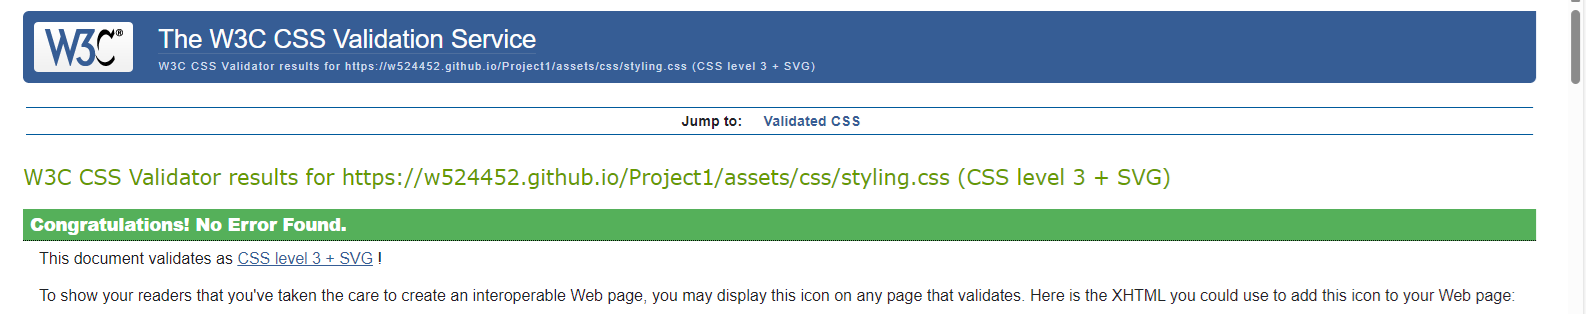 W3C®
The W3C CSS Validation Service
W3C CSS Validator results for https://w524452.github.io/Project1/assets/css/styling.css (CSS level 3 + SVG)
Jump to: Validated CSS
W3C CSS Validator results for https://w524452.github.io/Project1/assets/css/styling.css (CSS level 3 + SVG)
Congratulations! No Error Found.
This document validates as CSS level 3 + SVG !
To show your readers that you've taken the care to create an interoperable Web page, you may display this icon on any page that validates. Here is the XHTML you could use to add this icon to your Web page: